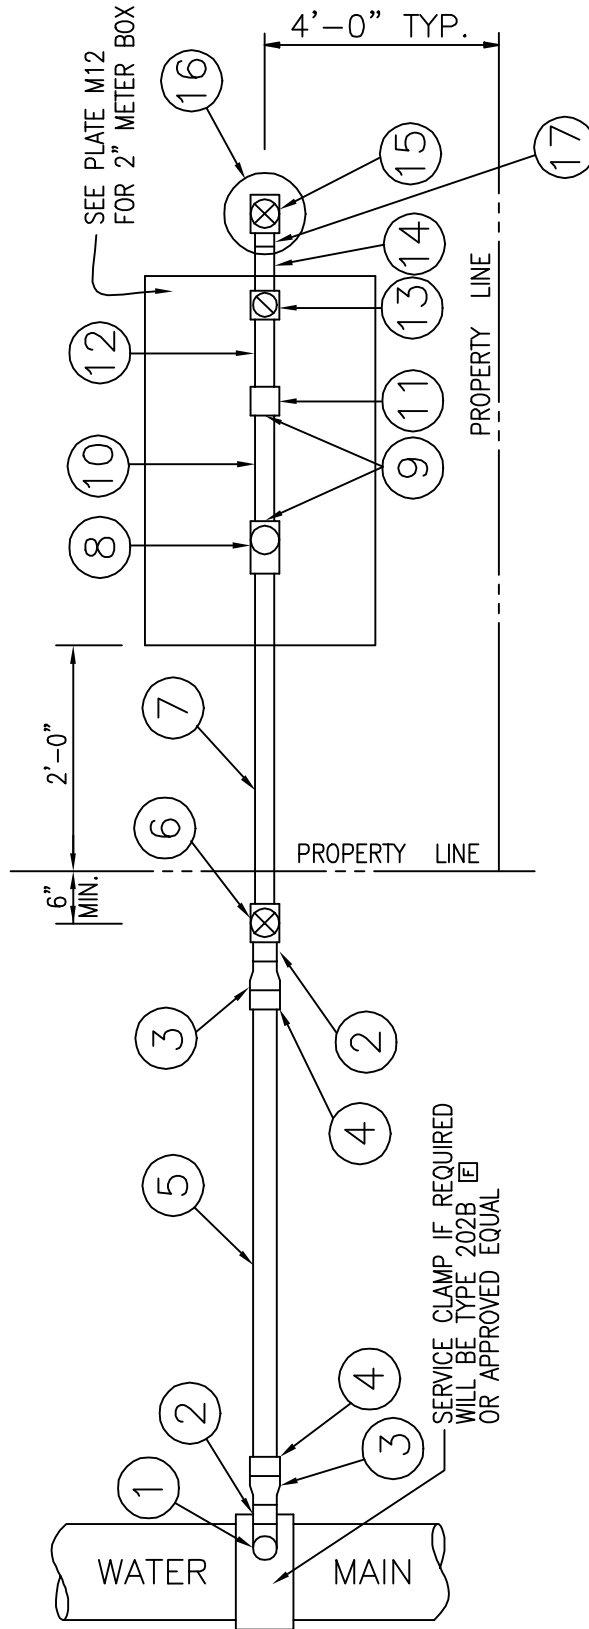 SEE PLATE M12
FOR 2" METER BOX
4'-0" TYP.
16
15
17
14
13
12
11
10
9
8
PROPERTY LINE
2'-0"
7
6
6"
MIN.
PROPERTY LINE
3
2
4
5
SERVICE CLAMP IF REQUIRED
WILL BE TYPE 202B F
OR APPROVED EQUAL
2
4
3
1
WATER
MAIN